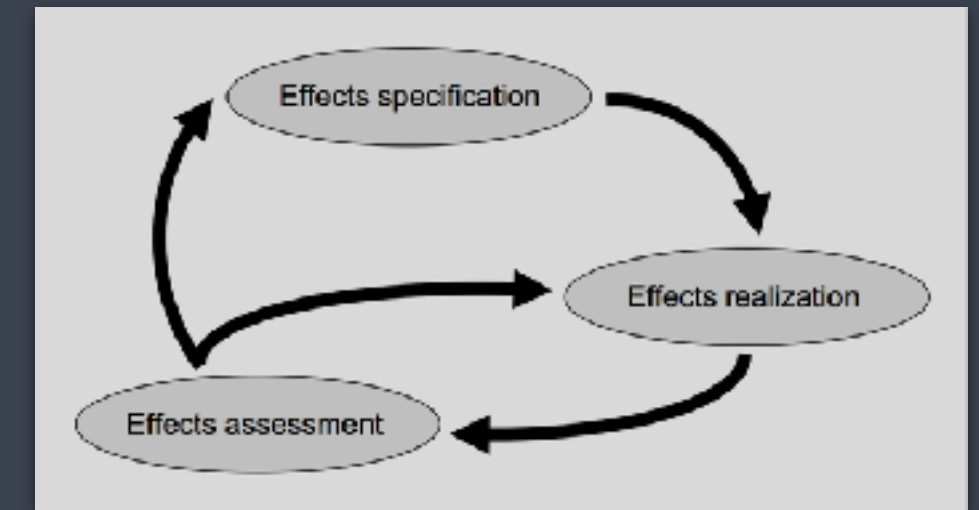 Effects specification
Effects realization
Effects assessment